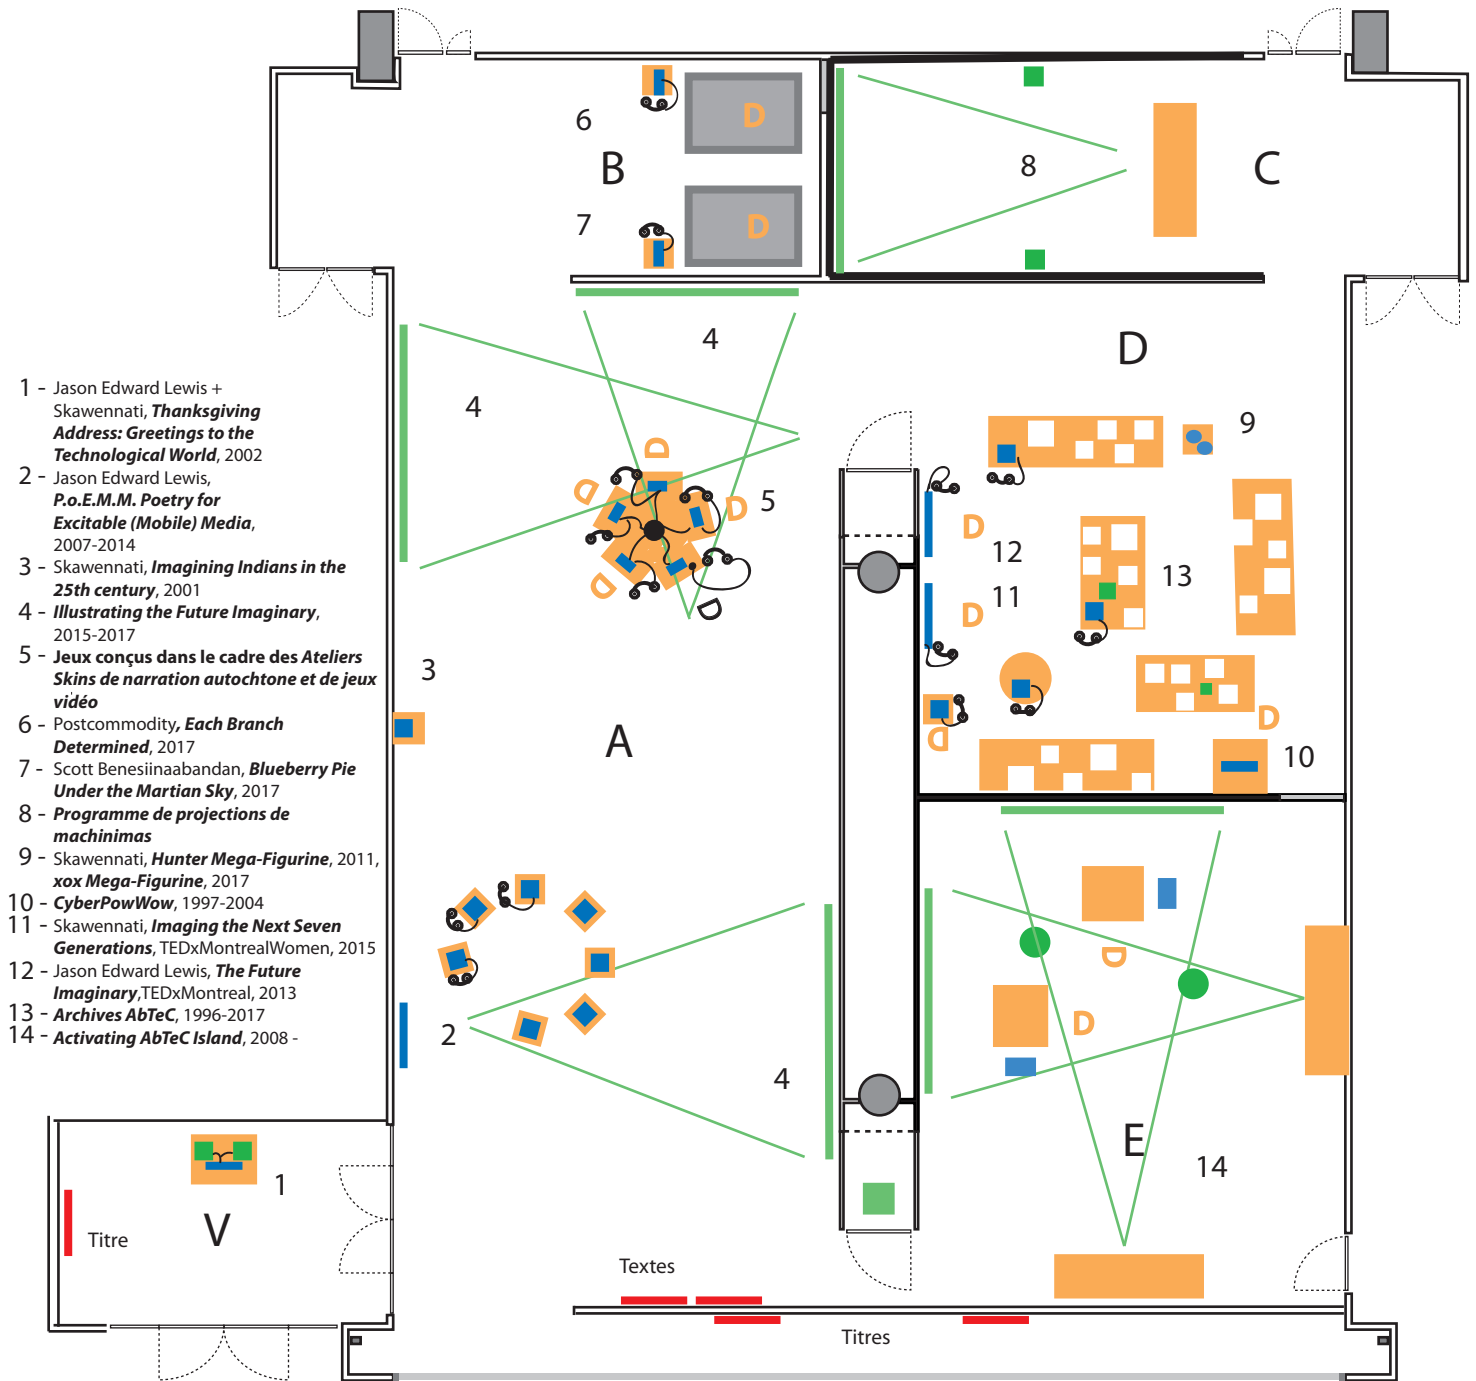 6
D
B
8
C
7
D
4
D
4
1 - Jason Edward Lewis +
Skawennati, Thanksgiving
Address: Greetings to the
Technological World, 2002
2 - Jason Edward Lewis,
P.o.E.M.M. Poetry for
Excitable (Mobile) Media,
2007-2014
3 - Skawennati, Imagining Indians in the
25th century, 2001
4 - Illustrating the Future Imaginary,
2015-2017
5 - Jeux conçus dans le cadre des Ateliers
Skins de narration autochtone et de jeux
vidéo
6 - Postcommodity, Each Branch
Determined, 2017
7 - Scott Benesiinaabandan, Blueberry Pie
Under the Martian Sky, 2017
8 - Programme de projections de
machinimas
9 - Skawennati, Hunter Mega-Figurine, 2011,
xox Mega-Figurine, 2017
10 - CyberPowWow, 1997-2004
11 - Skawennati, Imaging the Next Seven
Generations, TEDxMontrealWomen, 2015
12 - Jason Edward Lewis, The Future
Imaginary,TEDxMontreal, 2013
13 - Archives AbTeC, 1996-2017
14 - Activating AbTeC Island, 2008 -
9
D
D
5
D
D
D
D
12
13
D
11
3
A
D
D
10
D
D
2
4
E
14
1
V
Titre
Textes
Titres